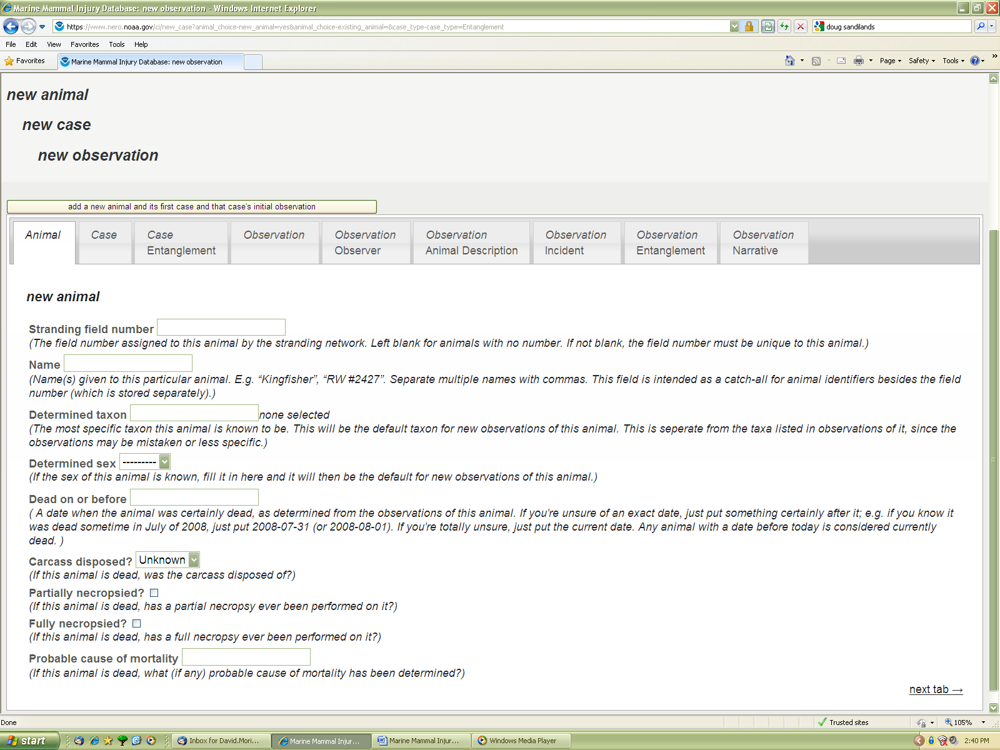 Marine Mammal Injury Database: new observation - Windows Internet Explorer
https://www.nero.noaa.gov/ci/new_case?animal_choice-new_animal=yes&animal_choice-existing_animal=&case_type-case_type=Entanglement
doug sandilands
File Edit View Favorites Tools Help
Favorites
Marine Mammal Injury Database: new observation
Page Safety Tools
new animal
new case
new observation
add a new animal and its first case and that case's initial observation
Animal
Case
Case
Entanglement
Observation
Observation
Observer
Observation
Animal Description
Observation
Incident
Observation
Entanglement
Observation
Narrative
new animal
Stranding field number
(The field number assigned to this animal by the stranding network. Left blank for animals with no number. If not blank, the field number must be unique to this animal.)
Name
(Name(s) given to this particular animal. E.g. “Kingfisher”, “RW #2427”. Separate multiple names with commas. This field is intended as a catch-all for animal identifiers besides the field
number (which is stored separately).)
Determined taxon none selected
(The most specific taxon this animal is known to be. This will be the default taxon for new observations of this animal. This is seperate from the taxa listed in observations of it, since the
observations may be mistaken or less specific.)
Determined sex ---------
(If the sex of this animal is known, fill it in here and it will then be the default for new observations of this animal.)
Dead on or before
( A date when the animal was certainly dead, as determined from the observations of this animal. If you're unsure of an exact date, just put something certainly after it; e.g. if you know it
was dead sometime in July of 2008, just put 2008-07-31 (or 2008-08-01). If you're totally unsure, just put the current date. Any animal with a date before today is considered currently
dead. )
Carcass disposed? Unknown
(If this animal is dead, was the carcass disposed of?)
Partially necropsied?
(If this animal is dead, has a partial necropsy ever been performed on it?)
Fully necropsied?
(If this animal is dead, has a full necropsy ever been performed on it?)
Probable cause of mortality
(If this animal is dead, what (if any) probable cause of mortality has been determined?)
next tab →
Done
Trusted sites
105%
start
Inbox for David.Mori...
Marine Mammal Injur...
Marine Mammal Injur...
Windows Media Player
2:40 PM